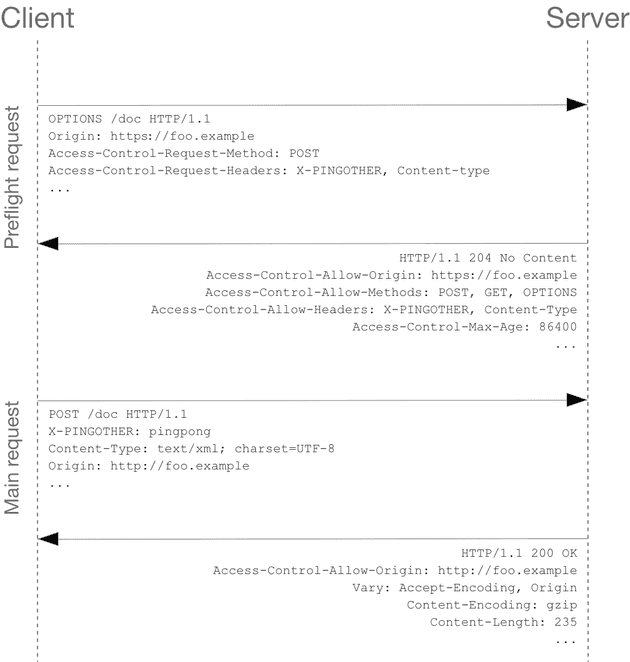 Client
Server
Preflight request
OPTIONS /doc HTTP/1.1
Origin: https://foo.example
Access-Control-Request-Method: POST
Access-Control-Request-Headers: X-PINGOTHER, Content-type
...
HTTP/1.1 204 No Content
Access-Control-Allow-Origin: https://foo.example
Access-Control-Allow-Methods: POST, GET, OPTIONS
Access-Control-Allow-Headers: X-PINGOTHER, Content-Type
Access-Control-Max-Age: 86400
...
Main request
POST /doc HTTP/1.1
X-PINGOTHER: pingpong
Content-Type: text/xml; charset=UTF-8
Origin: http://foo.example
...
HTTP/1.1 200 OK
Access-Control-Allow-Origin: http://foo.example
Vary: Accept-Encoding, Origin
Content-Encoding: gzip
Content-Length: 235
...